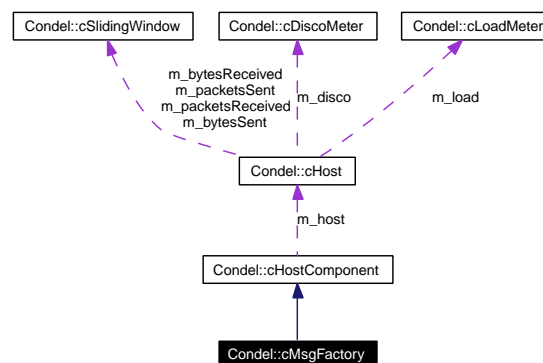 Condel::cSlidingWindow
Condel::cDiscoMeter
Condel::cLoadMeter
m_bytesReceived
m_packetsSent
m_packetsReceived
m_bytesSent
m_disco
m_load
Condel::cHost
m_host
Condel::cHostComponent
Condel::cMsgFactory